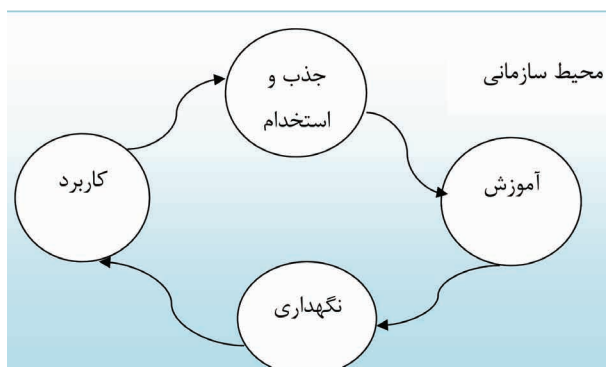 محیط سازمانی
جذب و
استخدام
آموزش
نگهداری
کاربرد